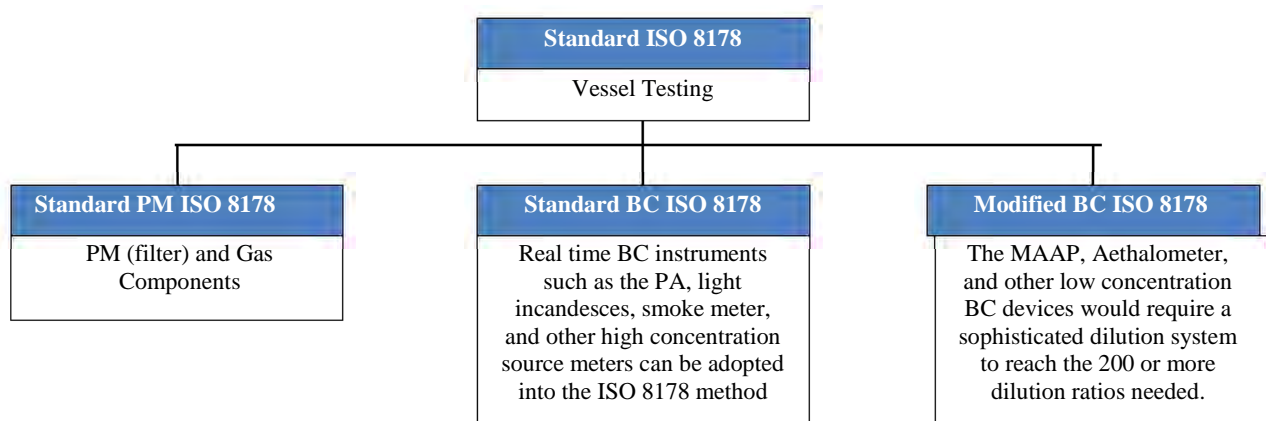 Standard ISO 8178
Vessel Testing
Standard PM ISO 8178
PM (filter) and Gas
Components
Standard BC ISO 8178
Real time BC instruments
such as the PA, light
incandesces, smoke meter,
and other high concentration
source meters can be adopted
into the ISO 8178 method
Modified BC ISO 8178
The MAAP, Aethalometer,
and other low concentration
BC devices would require a
sophisticated dilution system
to reach the 200 or more
dilution ratios needed.